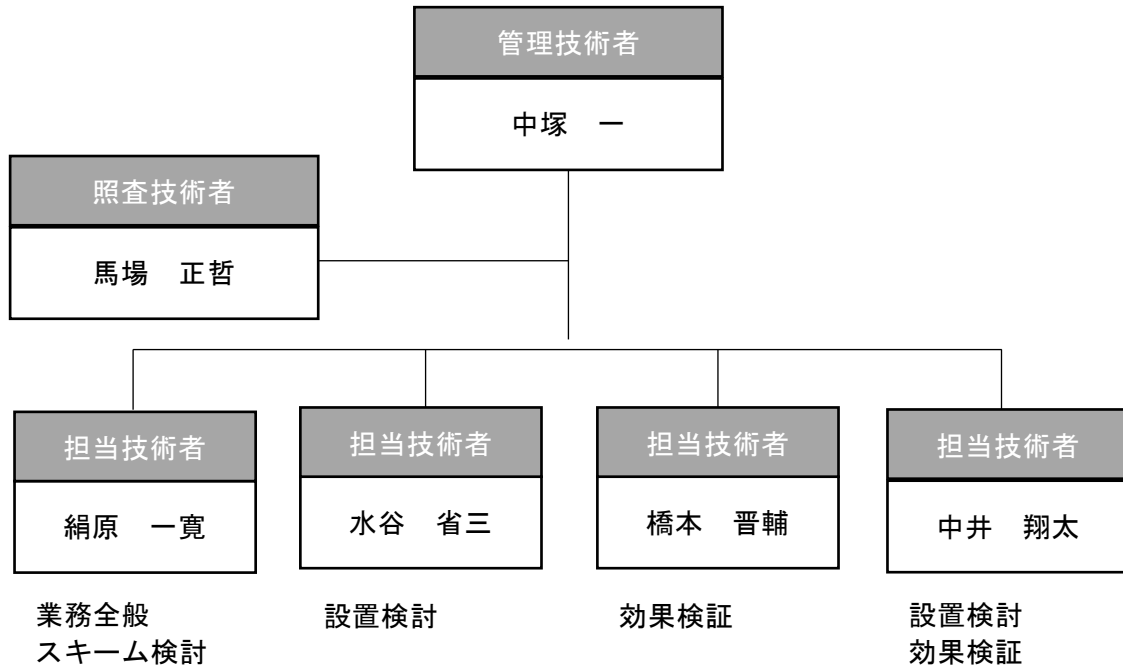 管理技術者
中塚　一
照査技術者
馬場　正哲
担当技術者
絹原　一寛
担当技術者
水谷　省三
担当技術者
橋本　晋輔
担当技術者
中井　翔太
業務全般
スキーム検討
設置検討
効果検証
設置検討
効果検証